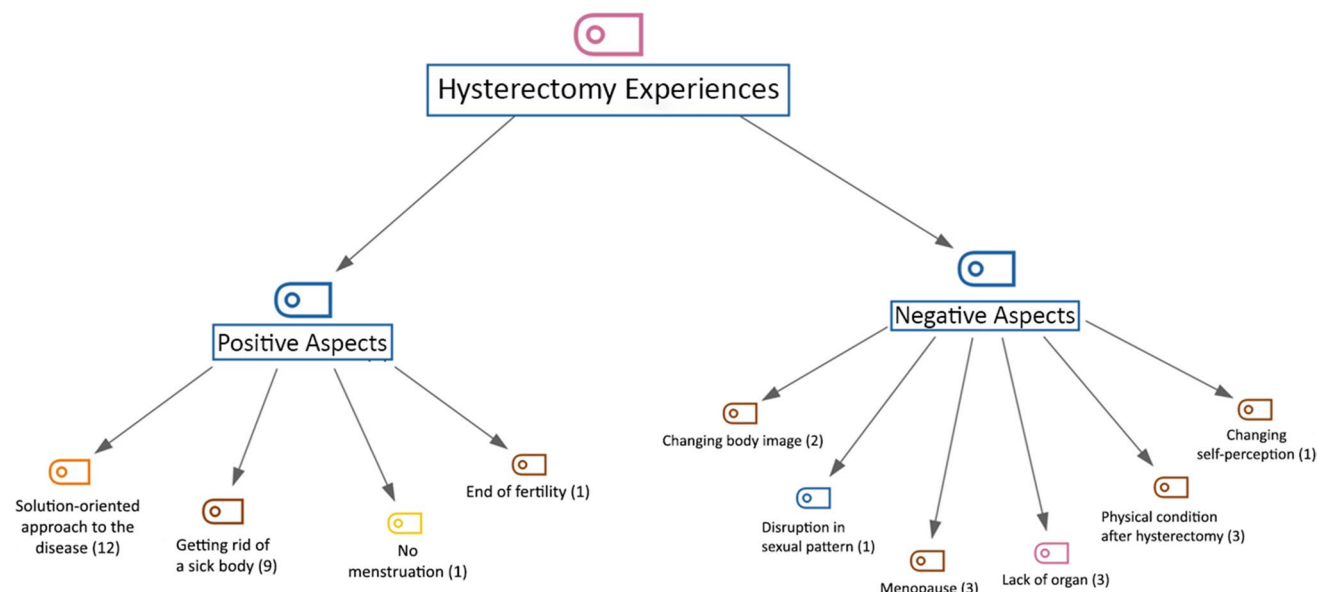 Hysterectomy Experiences
Positive Aspects
Negative Aspects
Solution-oriented
approach to the
disease (12)
Getting rid of
a sick body (9)
No
menstruation (1)
End of fertility (1)
Changing body image (2)
Disruption in
sexual pattern (1)
Menopause (3)
Lack of organ (3)
Physical condition
after hysterectomy (3)
Changing
self-perception (1)